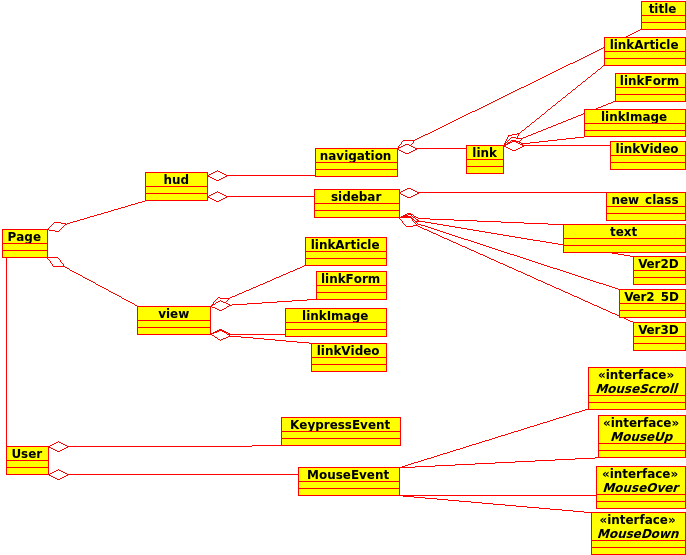 title
linkArticle
linkForm
linkImage
linkVideo
navigation
link
hud
sidebar
new_class
text
Page
linkArticle
Ver2D
linkForm
Ver2_5D
view
linkImage
Ver3D
linkVideo
«interface»
MouseScroll
KeypressEvent
«interface»
MouseUp
User
MouseEvent
«interface»
MouseOver
«interface»
MouseDown